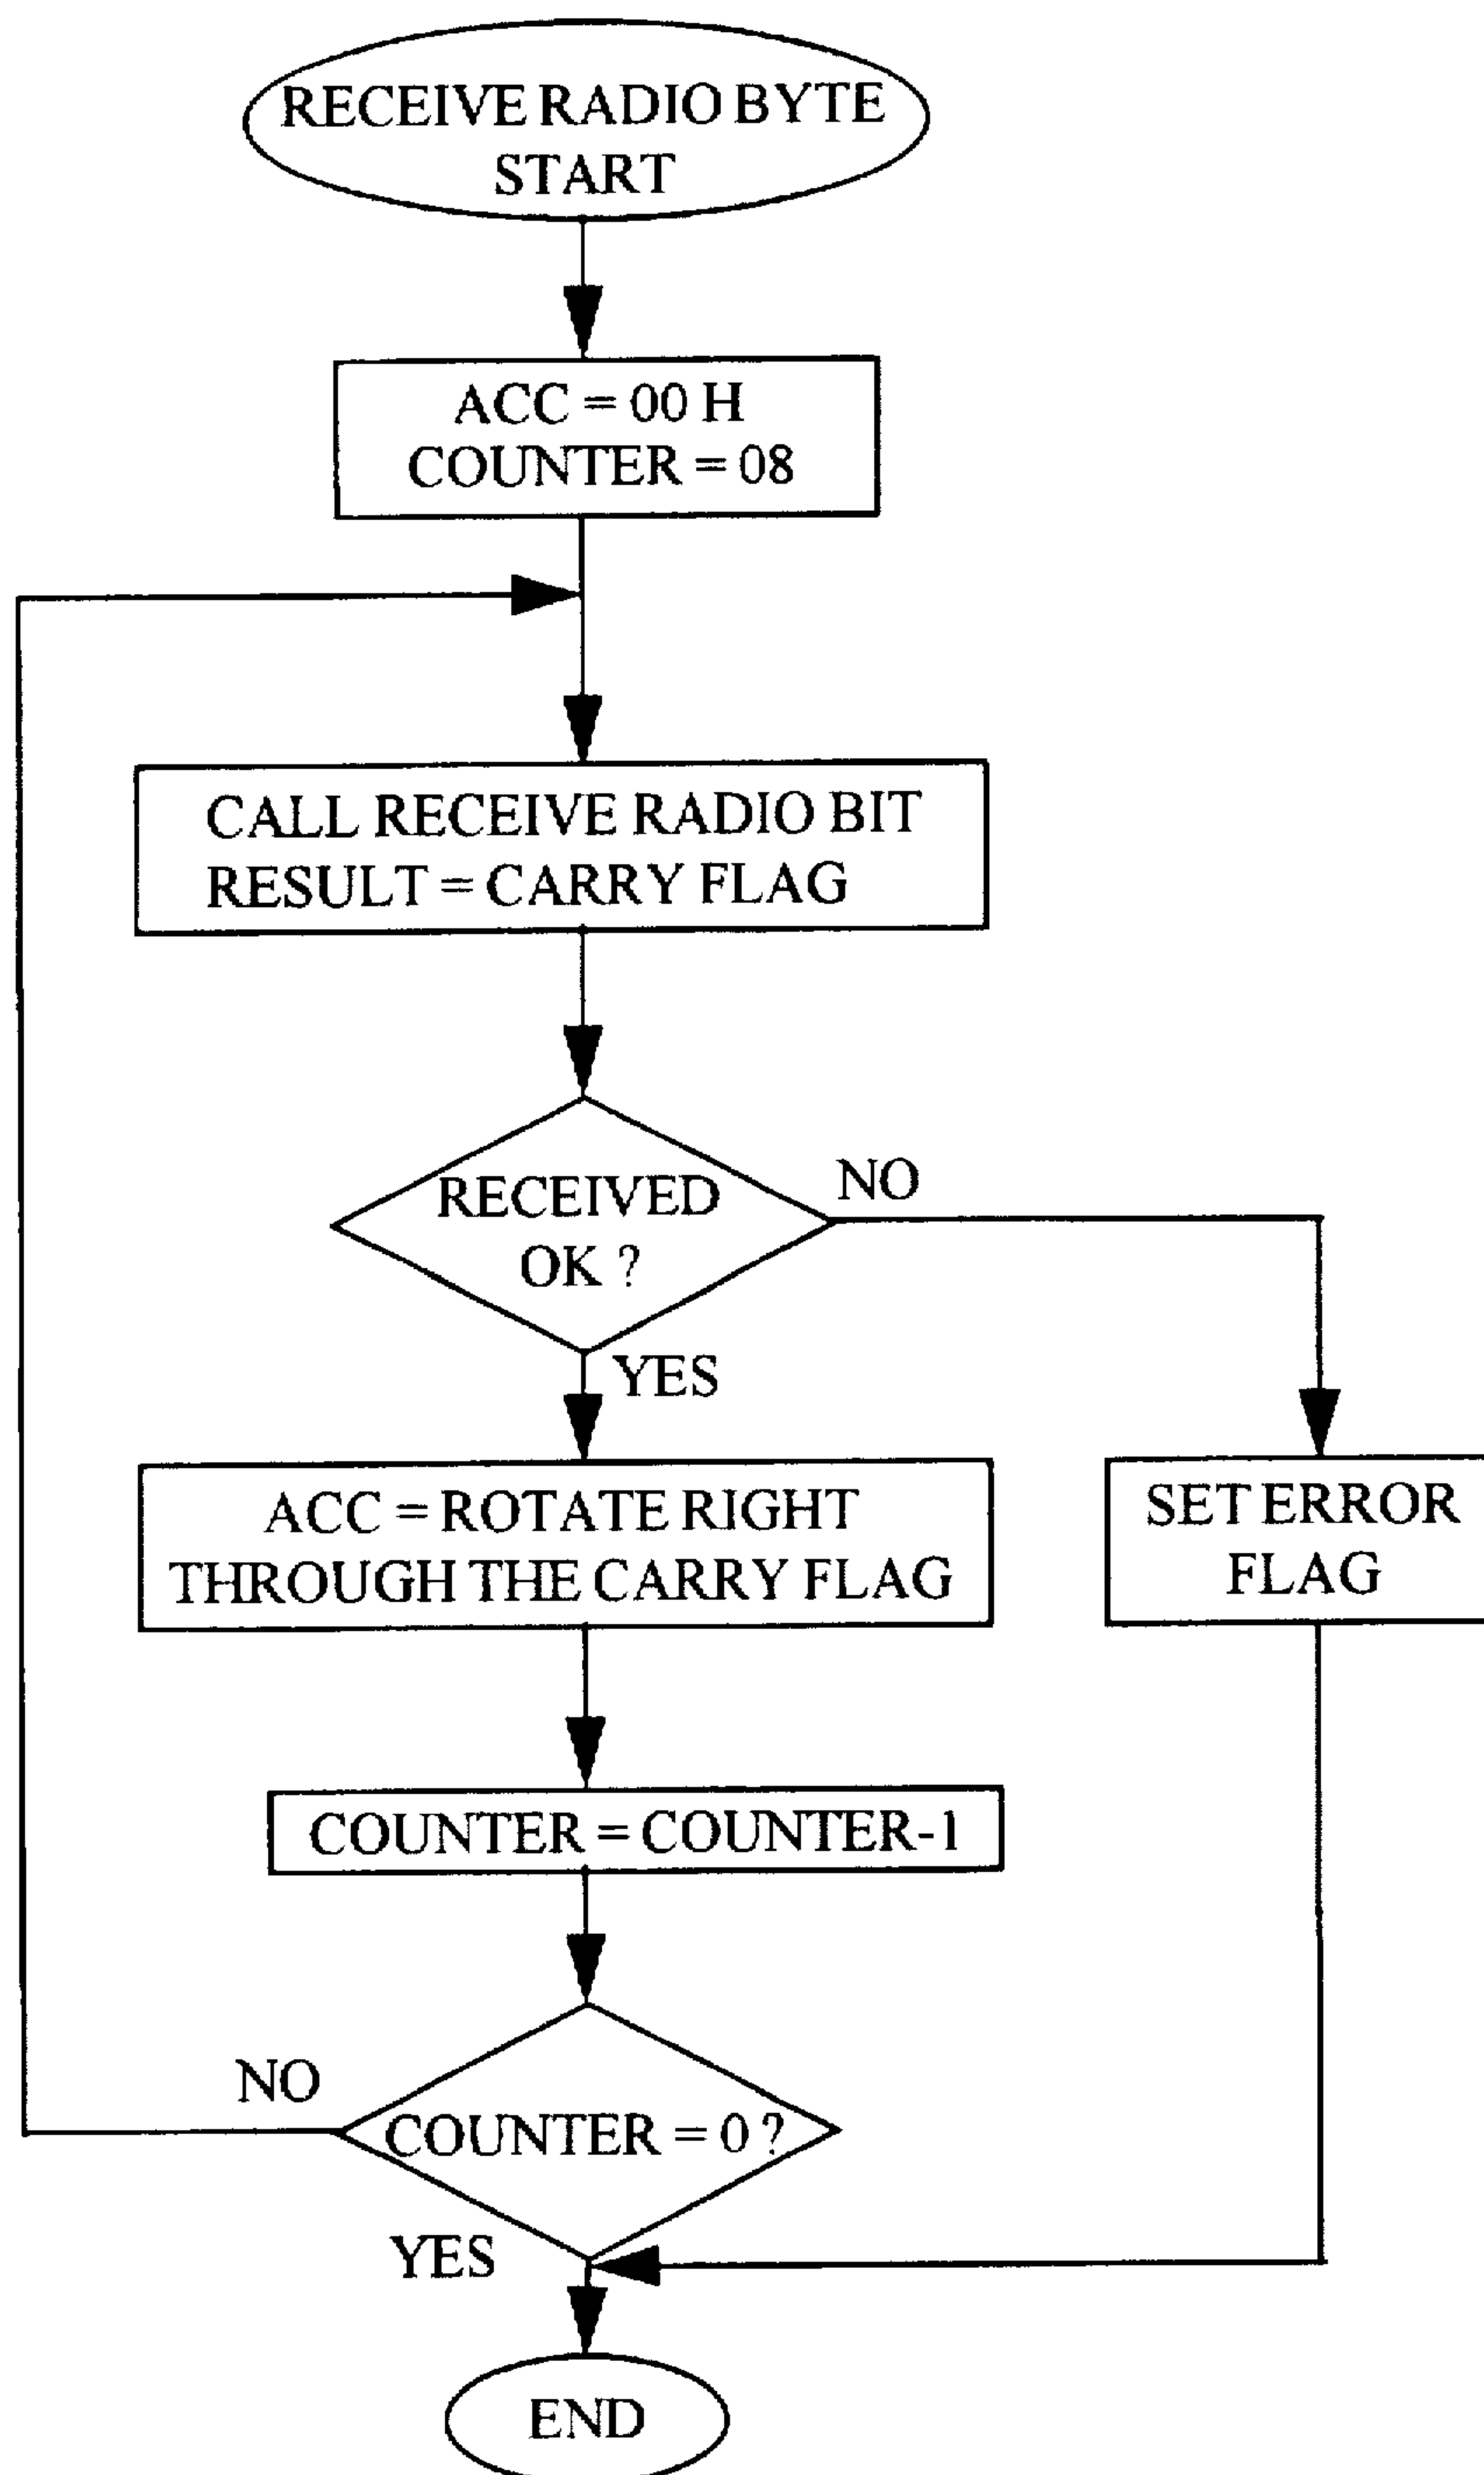 RECEIVE RADIO BYTE
START
ACC = 00 H
COUNTER = 08
CALL RECEIVE RADIO BIT
RESULT = CARRY FLAG
RECEIVED
OK ?
NO
YES
ACC = ROTATE RIGHT
THROUGH THE CARRY FLAG
SET ERROR
FLAG
COUNTER = COUNTER-1
NO
COUNTER = 0 ?
YES
END